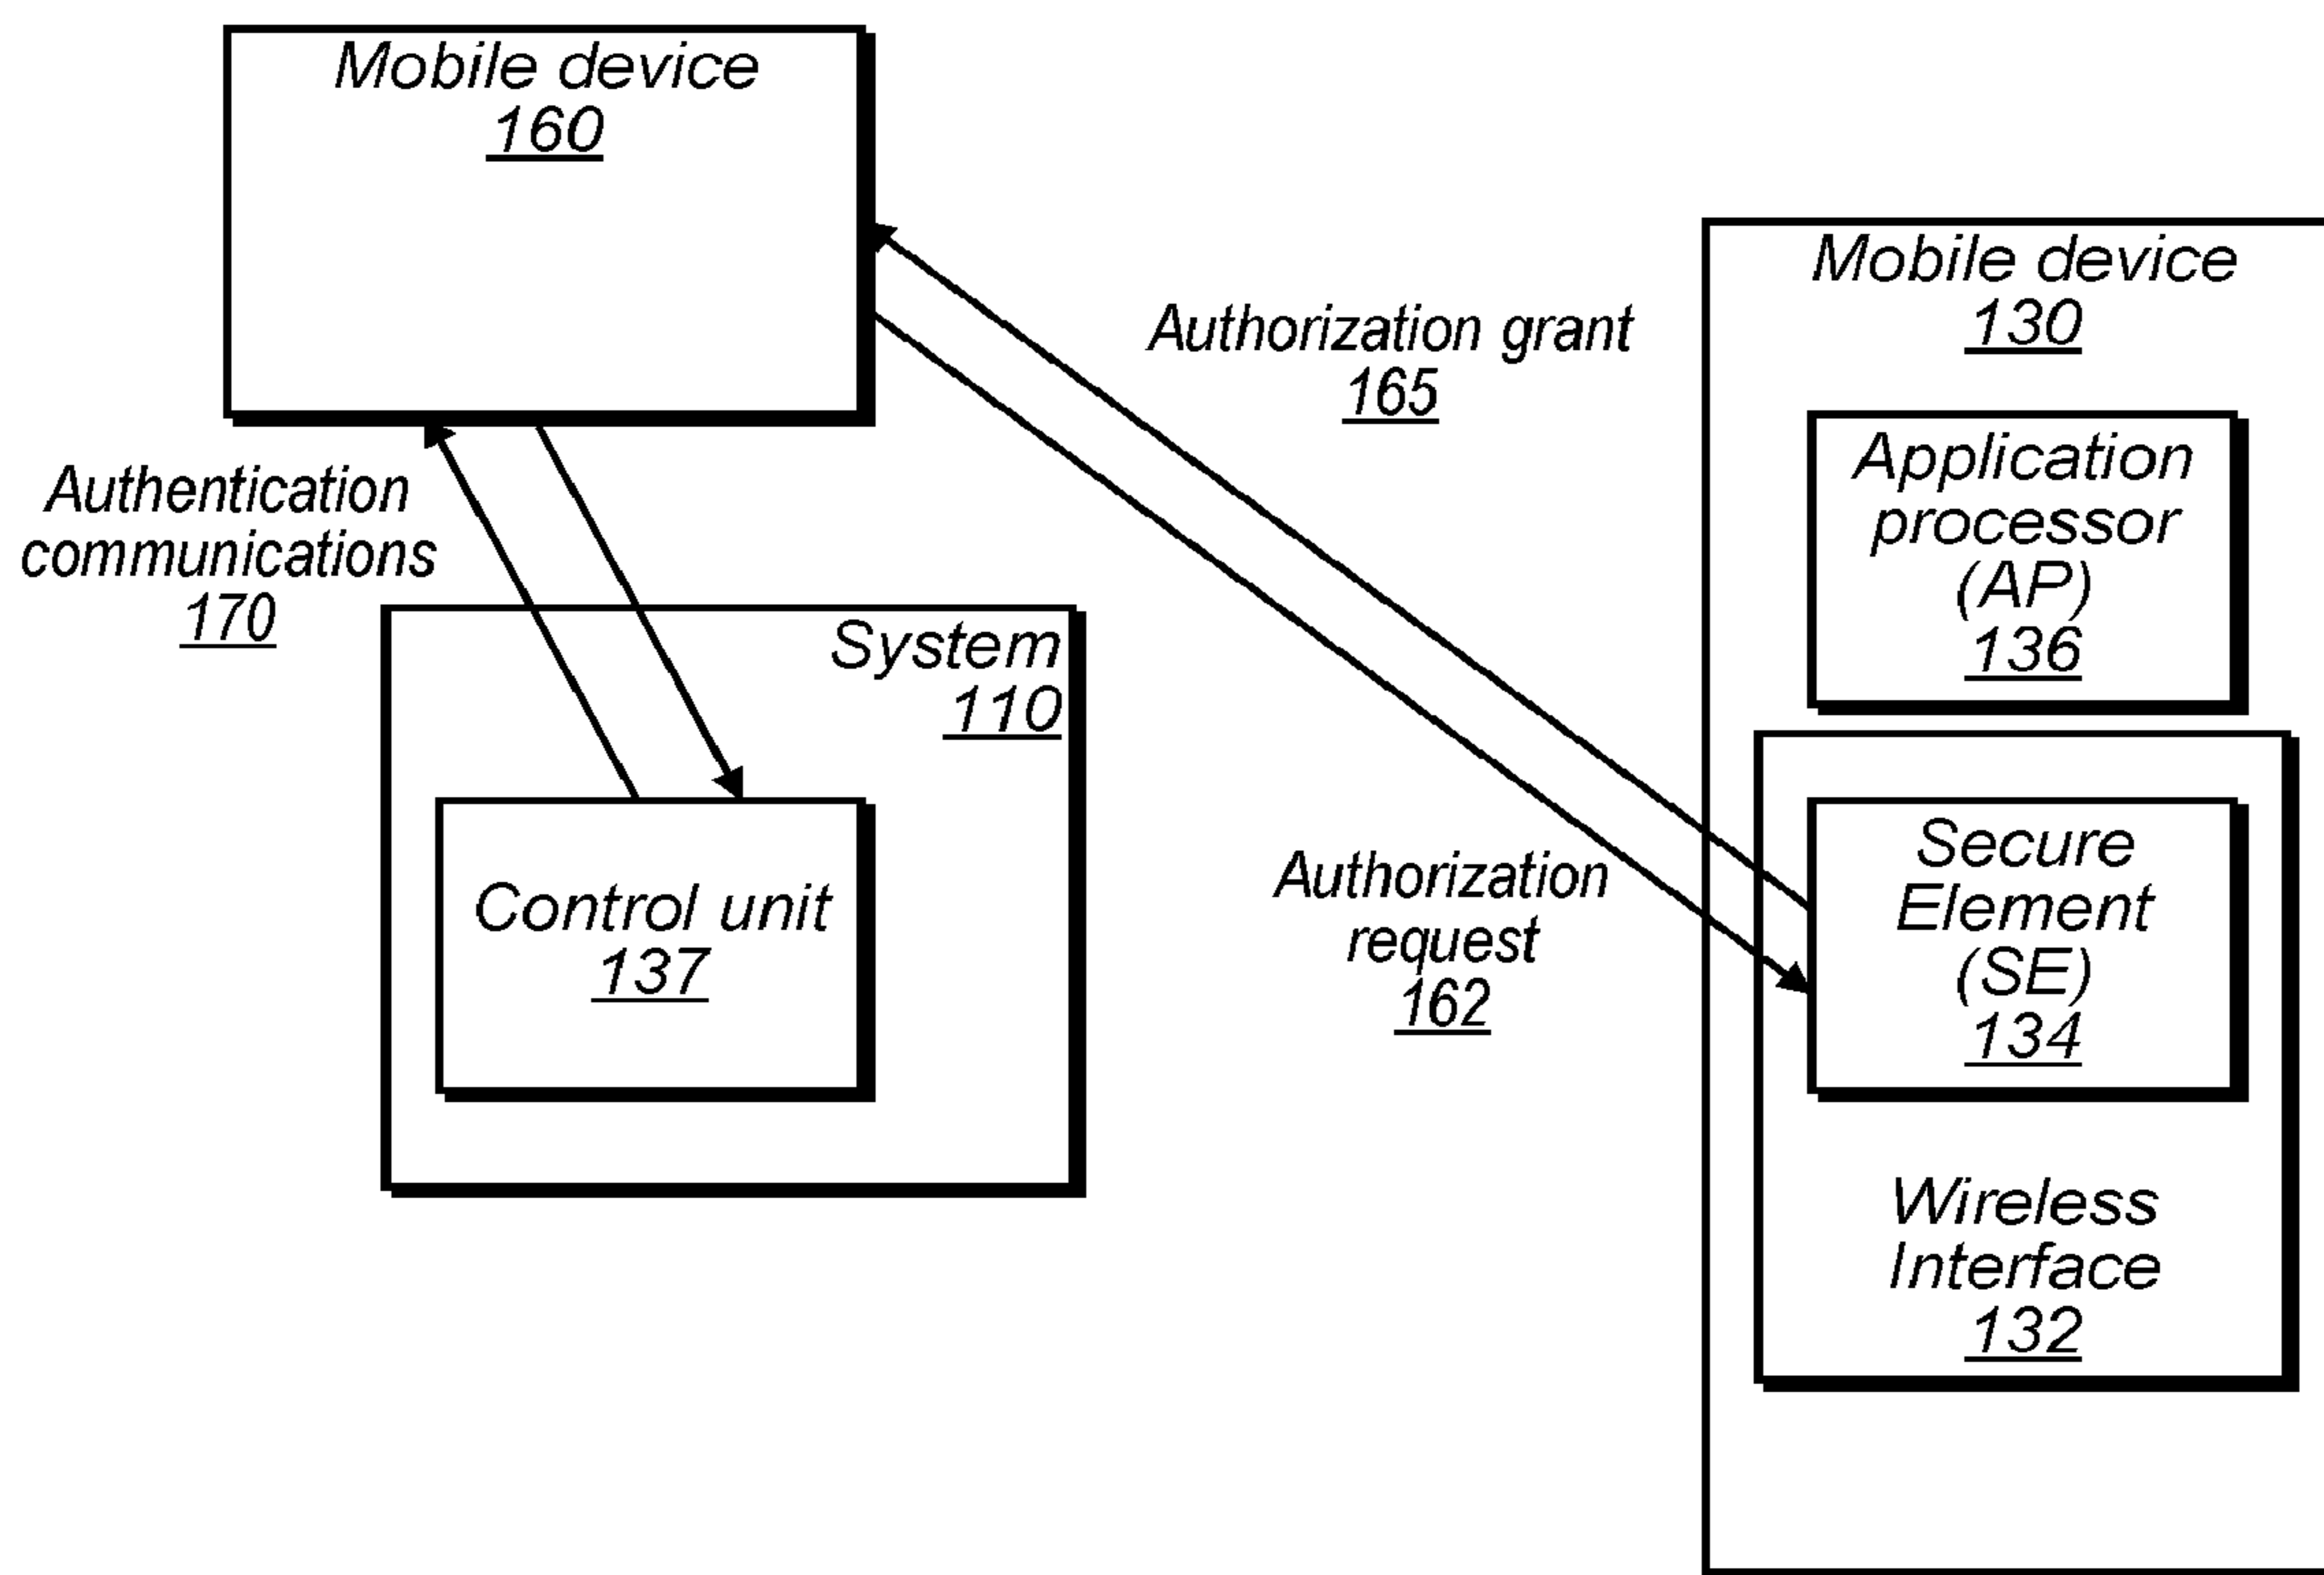 Mobile device
160
Authorization grant
165
Mobile device
130
Application
processor
(AP)
136
Authentication
communications
170
System
110
Control unit
137
Authorization
request
162
Secure
Element
(SE)
134
Wireless
Interface
132